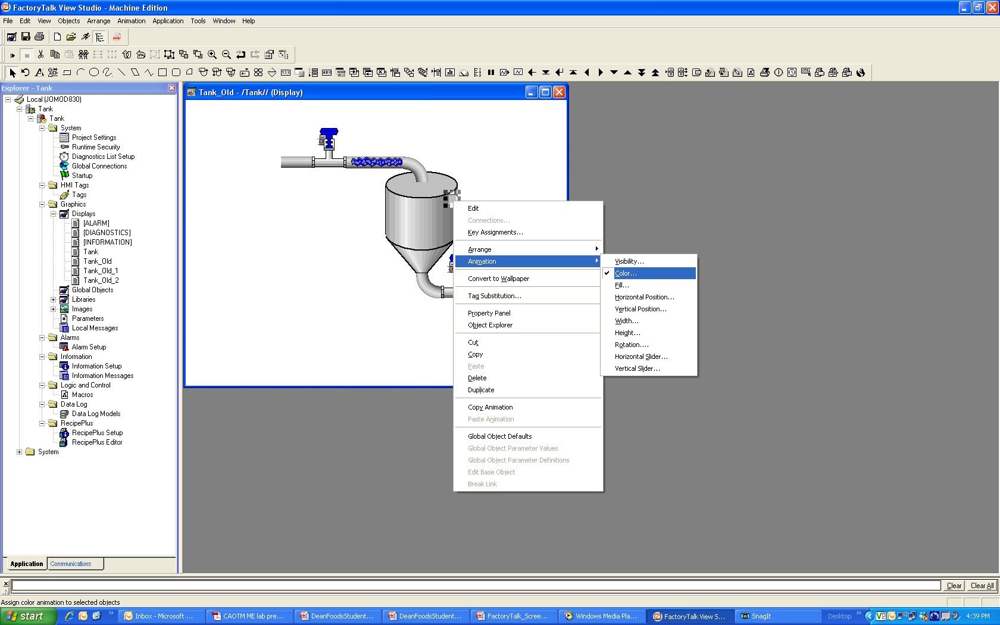 FactoryTalk View Studio - Machine Edition
File Edit View Objects Arrange Animation Application Tools Window Help
Explorer - Tank
Local (JOMOD830)
Tank
Tank
System
Project Settings
Runtime Security
Diagnostics List Setup
Global Connections
Startup
HMI Tags
Tags
Graphics
Displays
[ALARM]
[DIAGNOSTICS]
[INFORMATION]
Tank
Tank_Old
Tank_Old_1
Tank_Old_2
Global Objects
Libraries
Images
Parameters
Local Messages
Alarms
Alarm Setup
Information
Information Setup
Information Messages
Logic and Control
Macros
Data Log
Data Log Models
RecipePlus
RecipePlus Setup
RecipePlus Editor
System
Application Communications
Tank_Old - /Tank// (Display)
Edit
Connections...
Key Assignments...
Arrange
Animation
Convert to Wallpaper
Tag Substitution...
Property Panel
Object Explorer
Cut
Copy
Paste
Delete
Duplicate
Copy Animation
Paste Animation
Global Object Defaults
Global Object Parameter Values
Global Object Parameter Definitions
Edit Base Object
Break Link
Visibility...
Color...
Fill...
Horizontal Position...
Vertical Position...
Width...
Height...
Rotation....
Horizontal Slider...
Vertical Slider...
Clear Clear All
Assign color animation to selected objects
start Inbox - Microsoft ... CAOTM ME lab pre... DeanFoodsStudent... DeanFoodsStudent... FactoryTalk_Scree... Windows Media Pla... FactoryTalk View S... SnagIt Desktop 4:39 PM